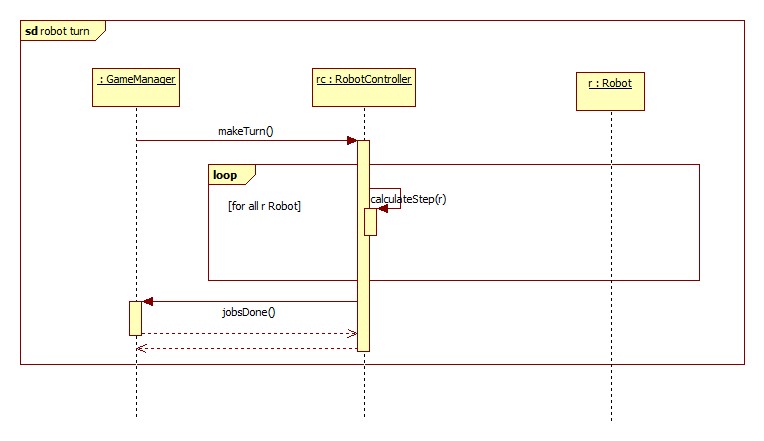 sd robot turn
: GameManager
rc : RobotController
r : Robot
makeTurn()
loop
calculateStep(r)
[for all r Robot]
jobsDone()